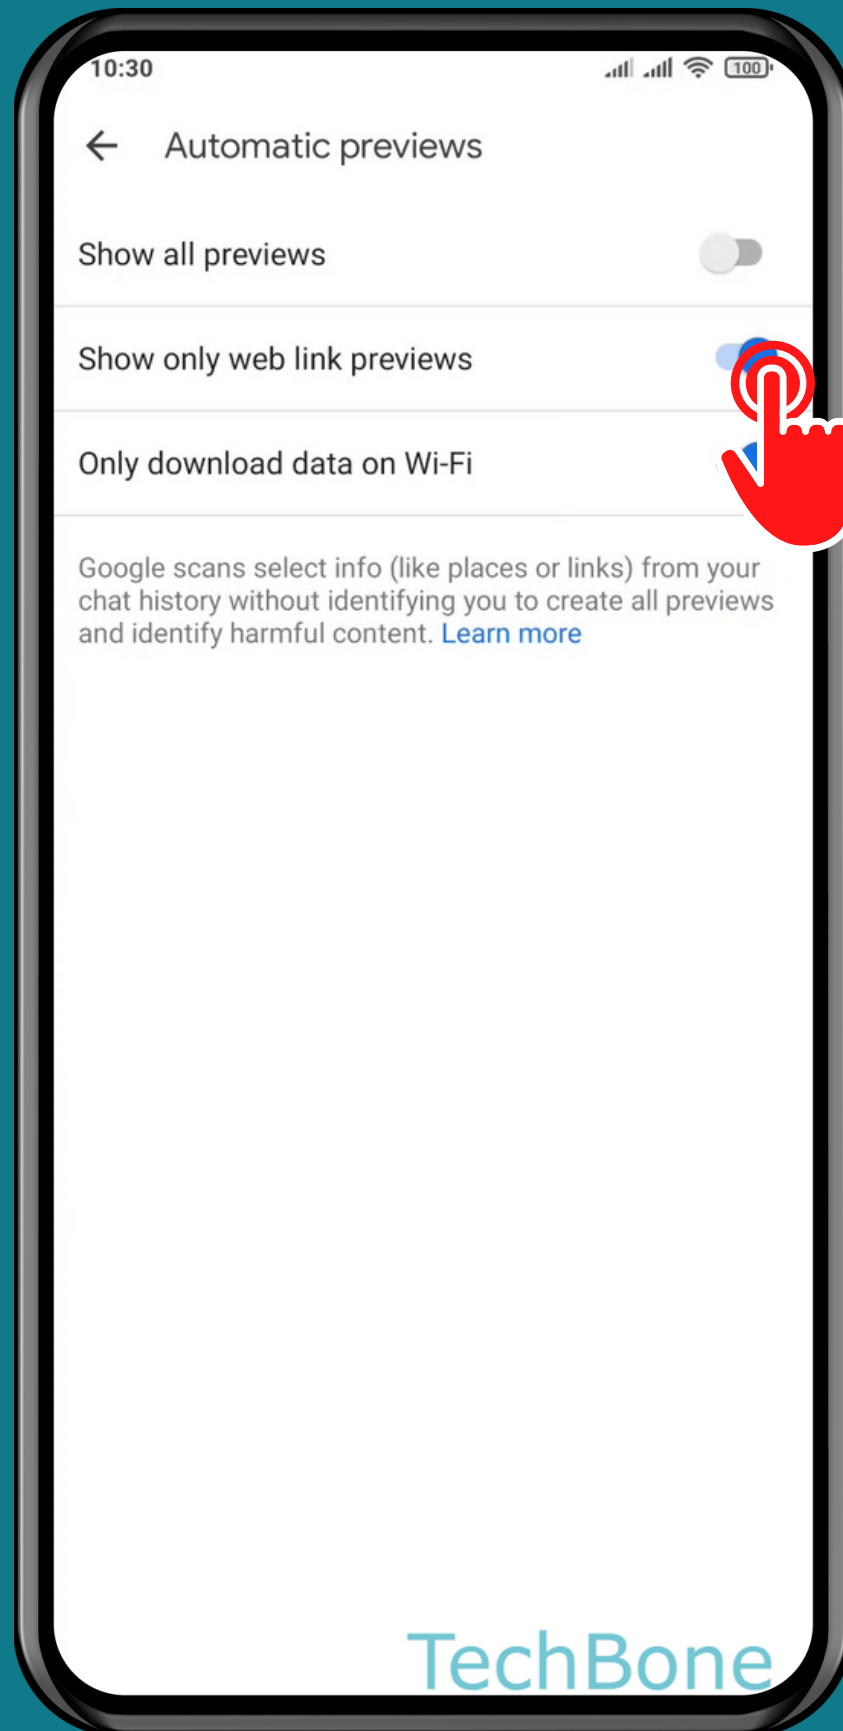 10:30
100
Automatic previews
Show all previews
Show only web link previews
Only download data on Wi-Fi
Google scans select info (like places or links) from your
chat history without identifying you to create all previews
and identify harmful content. Learn more
TechBone